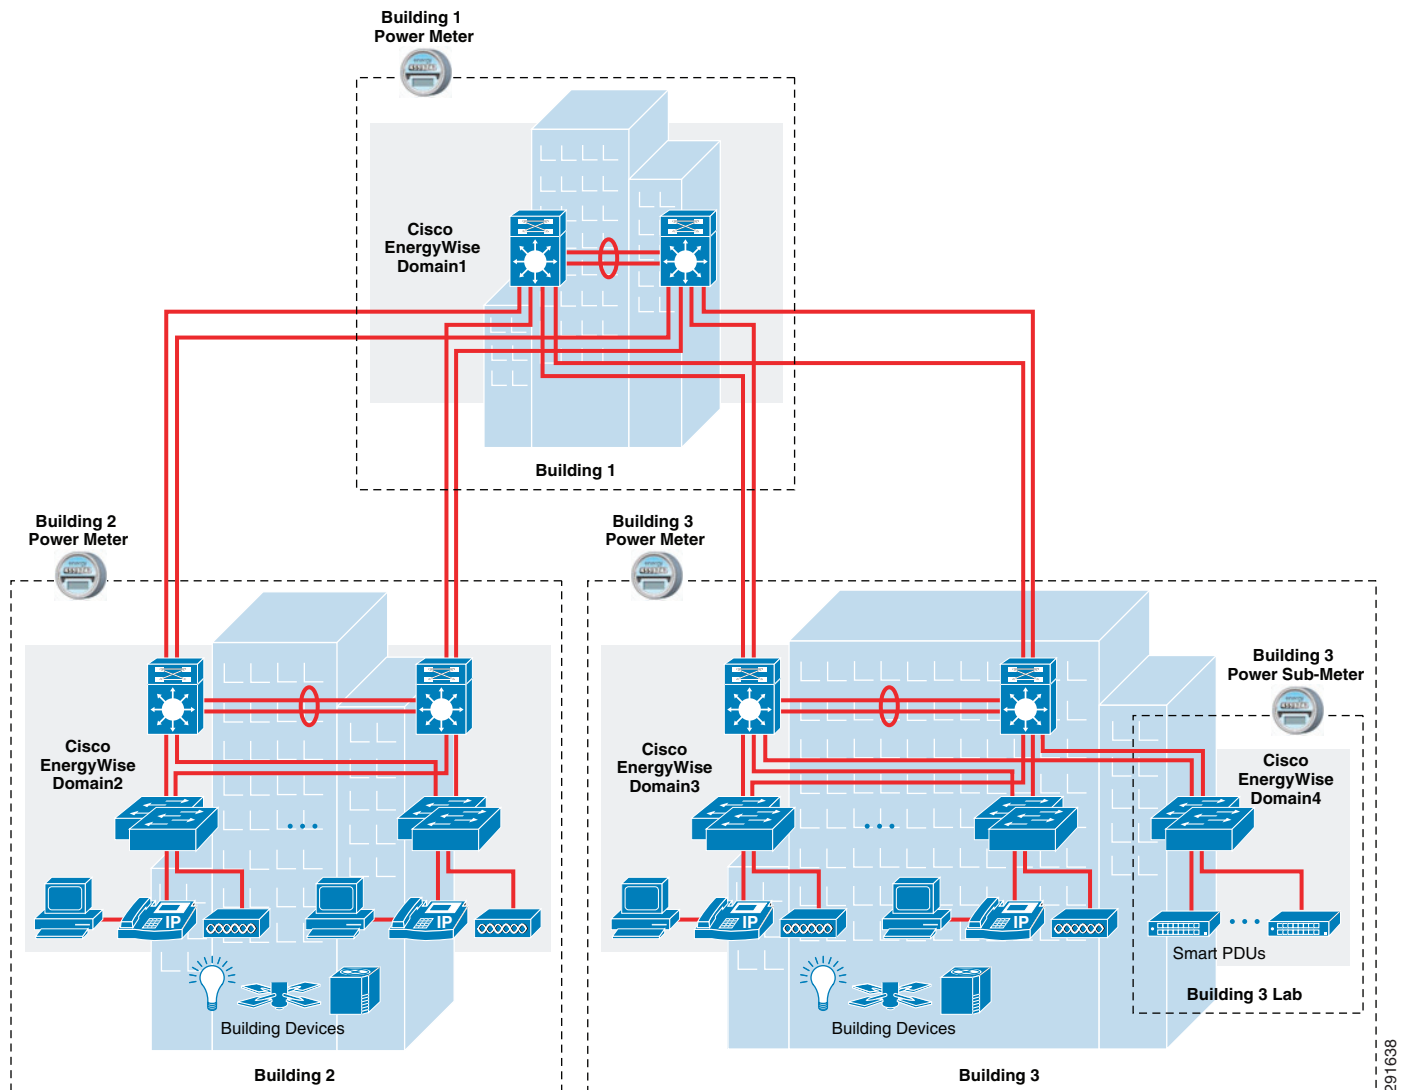 Building 1
Power Meter
Cisco
EnergyWise
Domain1
Building 1
Building 2
Power Meter
Building 3
Power Meter
Building 3
Power Sub-Meter
Cisco
EnergyWise
Domain2
Cisco
EnergyWise
Domain3
Cisco
EnergyWise
Domain4
IP
IP
IP
IP
Smart PDUs
Building 3 Lab
Building Devices
Building Devices
Building 2
Building 3
291638